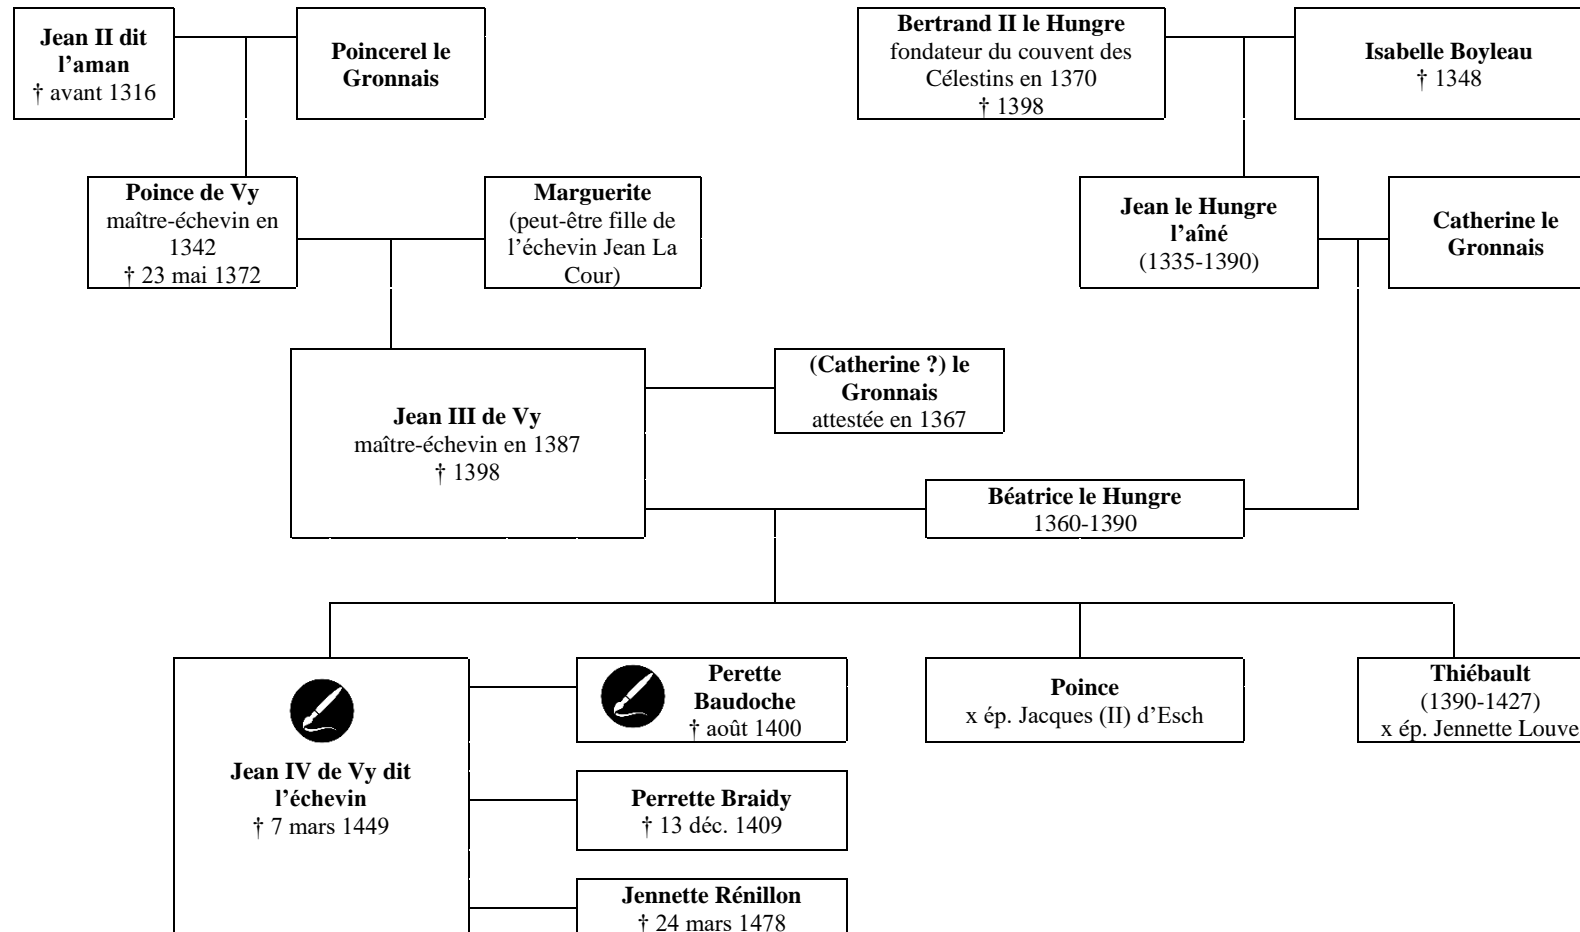 Jean II dit
l’aman
† avant 1316
Poincerel le
Gronnais
Bertrand II le Hungre
fondateur du couvent des
Célestins en 1370
† 1398
Isabelle Boyleau
† 1348
Poince de Vy
maître-échevin en
1342
† 23 mai 1372
Marguerite
(peut-être fille de
l’échevin Jean La
Cour)
Jean le Hungre
l’aîné
(1335-1390)
Catherine le
Gronnais
Jean III de Vy
maître-échevin en 1387
† 1398
(Catherine ?) le
Gronnais
attestée en 1367
Béatrice le Hungre
1360-1390
Jean IV de Vy dit
l’échevin
† 7 mars 1449
Perette
Baudoche
† août 1400
Perrette Braidy
† 13 déc. 1409
Jennette Rénillon
† 24 mars 1478
Poince
x ép. Jacques (II) d’Esch
Thiébault
(1390-1427)
x ép. Jennette Louve